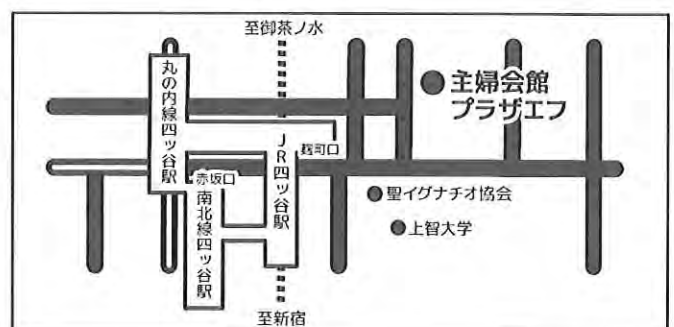 至御茶ノ水
丸の内線四ッ谷駅
主婦会館
プラザエフ
JR四ッ谷駅
麹町口
赤坂口
南北線四ッ谷駅
聖イグナチオ協会
上智大学
至新宿